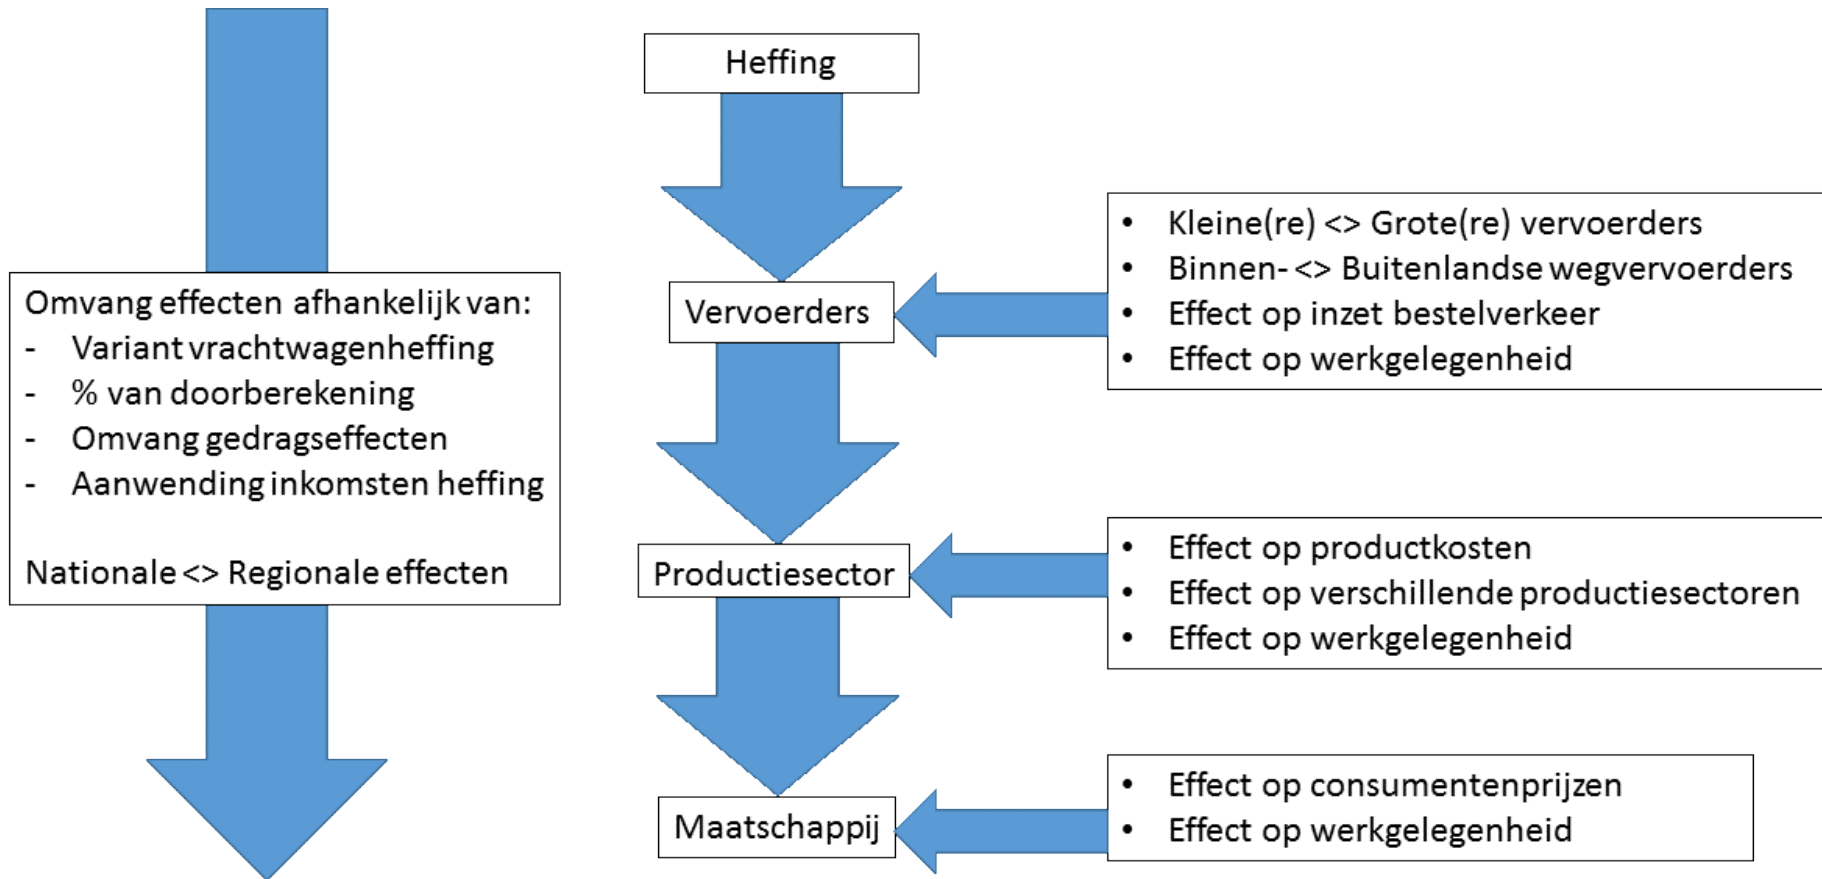 Heffing
Omvang effecten afhankelijk van:
- Variant vrachtwagenheffing
- % van doorberekening
- Omvang gedragseffecten
- Aanwending inkomsten heffing
Nationale <> Regionale effecten
Vervoerders
• Kleine(re) <> Grote(re) vervoerders
• Binnen- <> Buitenlandse wegvervoerders
• Effect op inzet bestelverkeer
• Effect op werkgelegenheid
Productiesector
• Effect op productkosten
• Effect op verschillende productiesectoren
• Effect op werkgelegenheid
Maatschappij
• Effect op consumentenprijzen
• Effect op werkgelegenheid